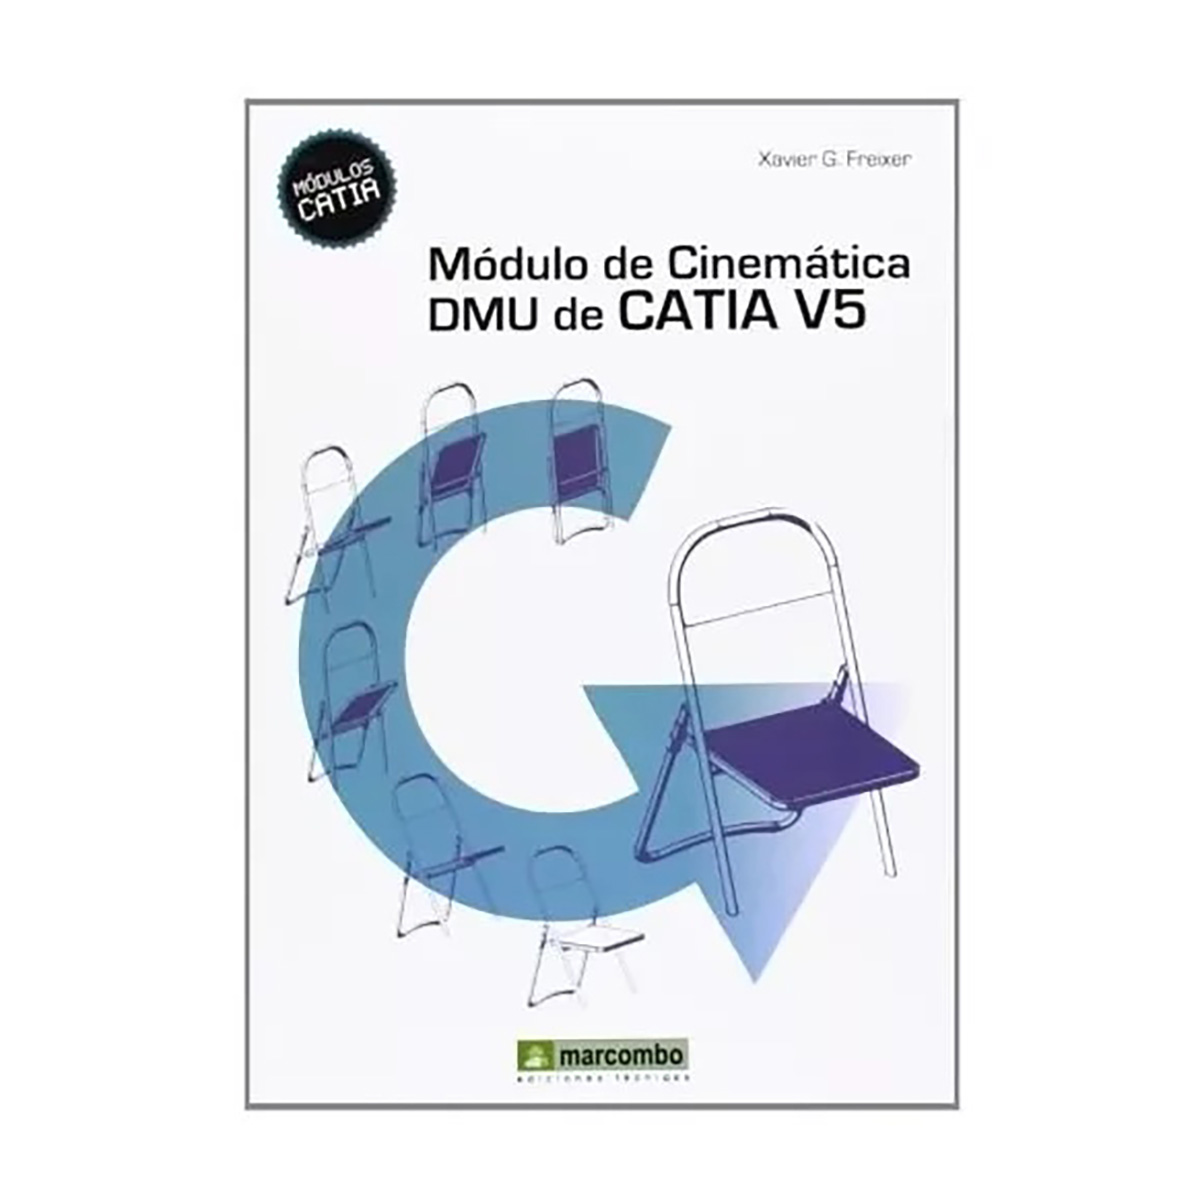 MÓDULOS
CATIA
Xavier G. Freixer
Módulo de Cinemática
DMU de CATIA V5
marcombo
ediciones técnicas